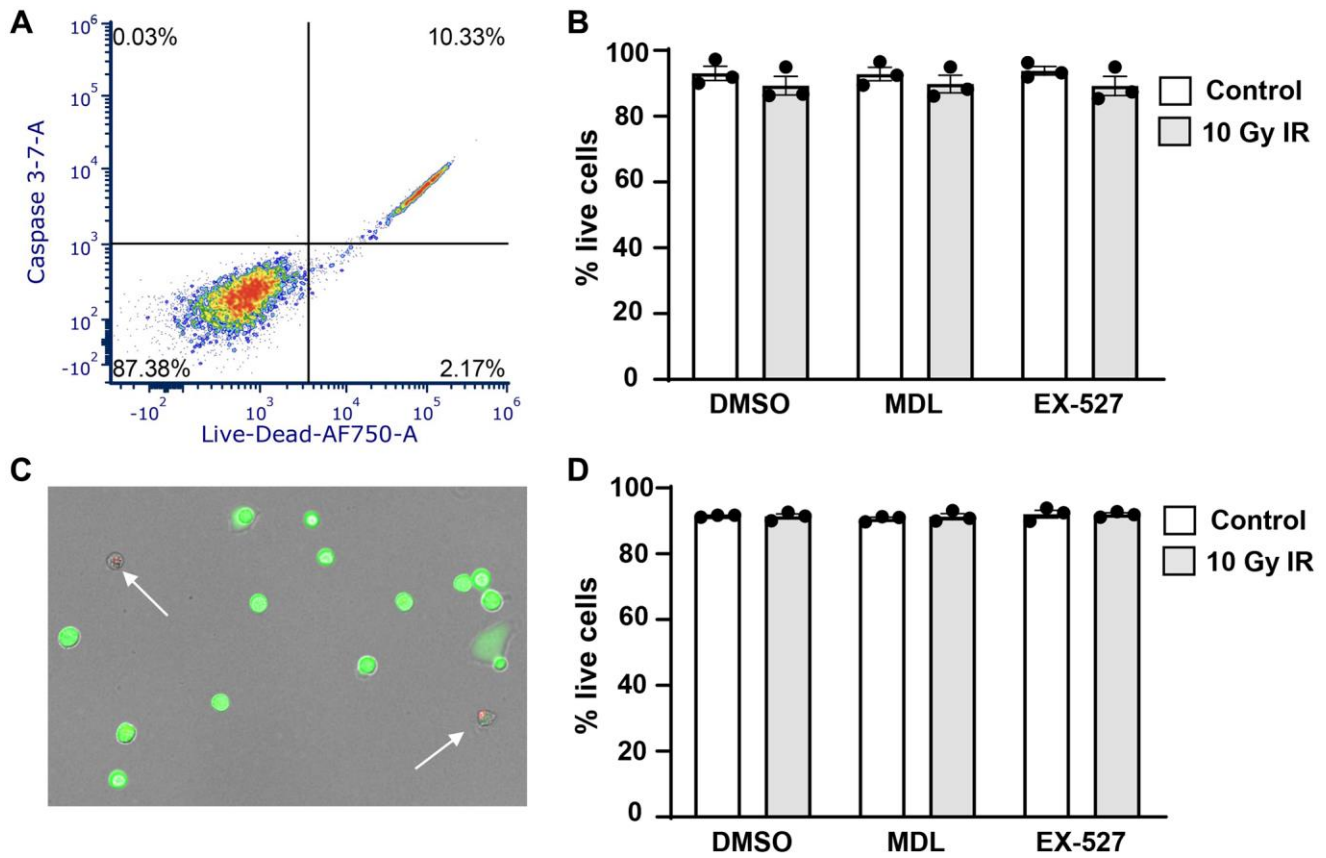 A
0.03%
10.33%
Caspase 3-7-A
10^6
10^5
10^4
10^3
10^2
-10^2
87.38%
2.17%
-10^2
10^3
10^4
10^5
10^6
Live-Dead-AF750-A
B
% live cells
100
80
60
40
20
0
DMSO
MDL
EX-527
Control
10 Gy IR
C
D
% live cells
100
80
60
40
20
0
DMSO
MDL
EX-527
Control
10 Gy IR